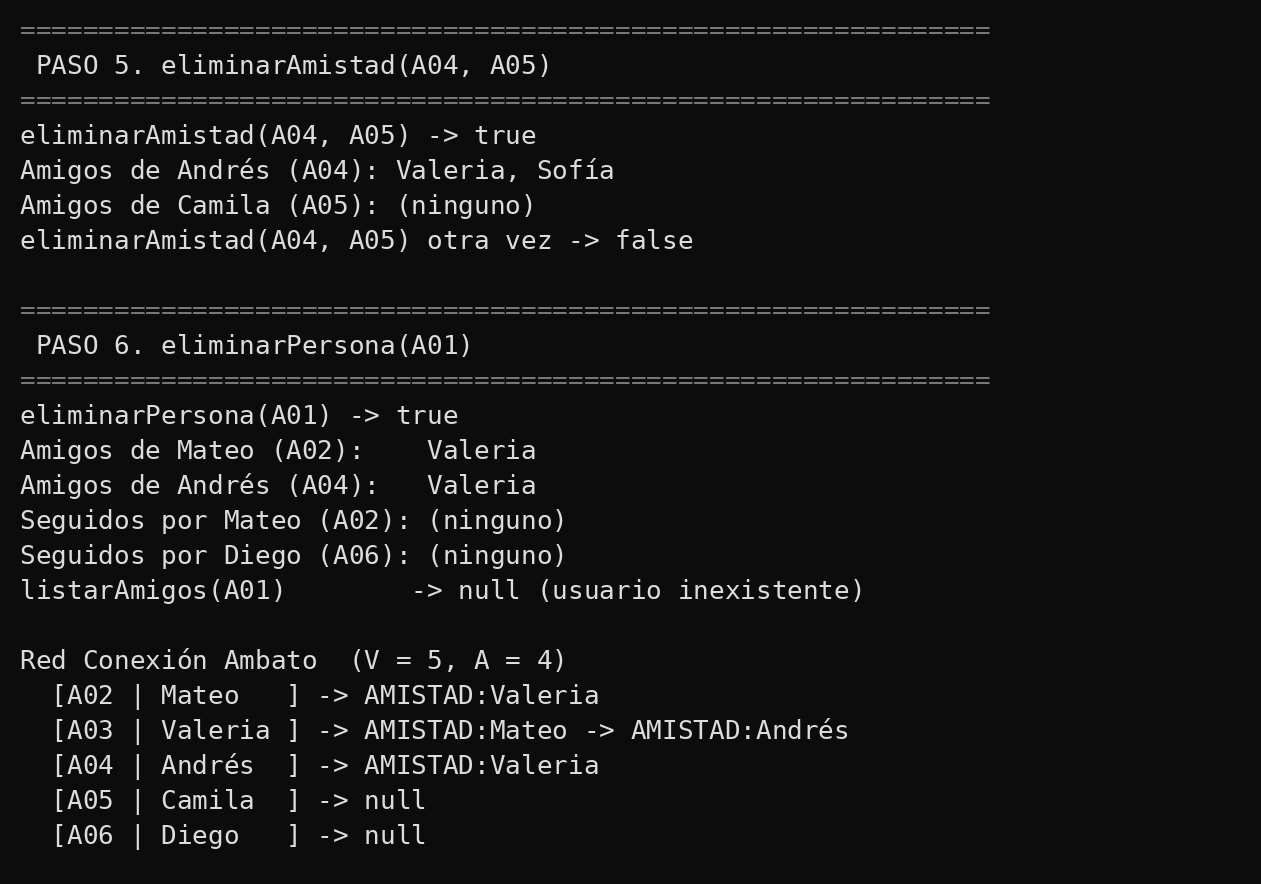 ==============================================================
 PASO 5. eliminarAmistad(A04, A05)
==============================================================
eliminarAmistad(A04, A05) -> true
Amigos de Andrés (A04): Valeria, Sofía
Amigos de Camila (A05): (ninguno)
eliminarAmistad(A04, A05) otra vez -> false

==============================================================
 PASO 6. eliminarPersona(A01)
==============================================================
eliminarPersona(A01) -> true
Amigos de Mateo (A02):    Valeria
Amigos de Andrés (A04):   Valeria
Seguidos por Mateo (A02): (ninguno)
Seguidos por Diego (A06): (ninguno)
listarAmigos(A01)        -> null (usuario inexistente)

Red Conexión Ambato  (V = 5, A = 4)
  [A02 | Mateo   ] -> AMISTAD:Valeria
  [A03 | Valeria ] -> AMISTAD:Mateo -> AMISTAD:Andrés
  [A04 | Andrés  ] -> AMISTAD:Valeria
  [A05 | Camila  ] -> null
  [A06 | Diego   ] -> null